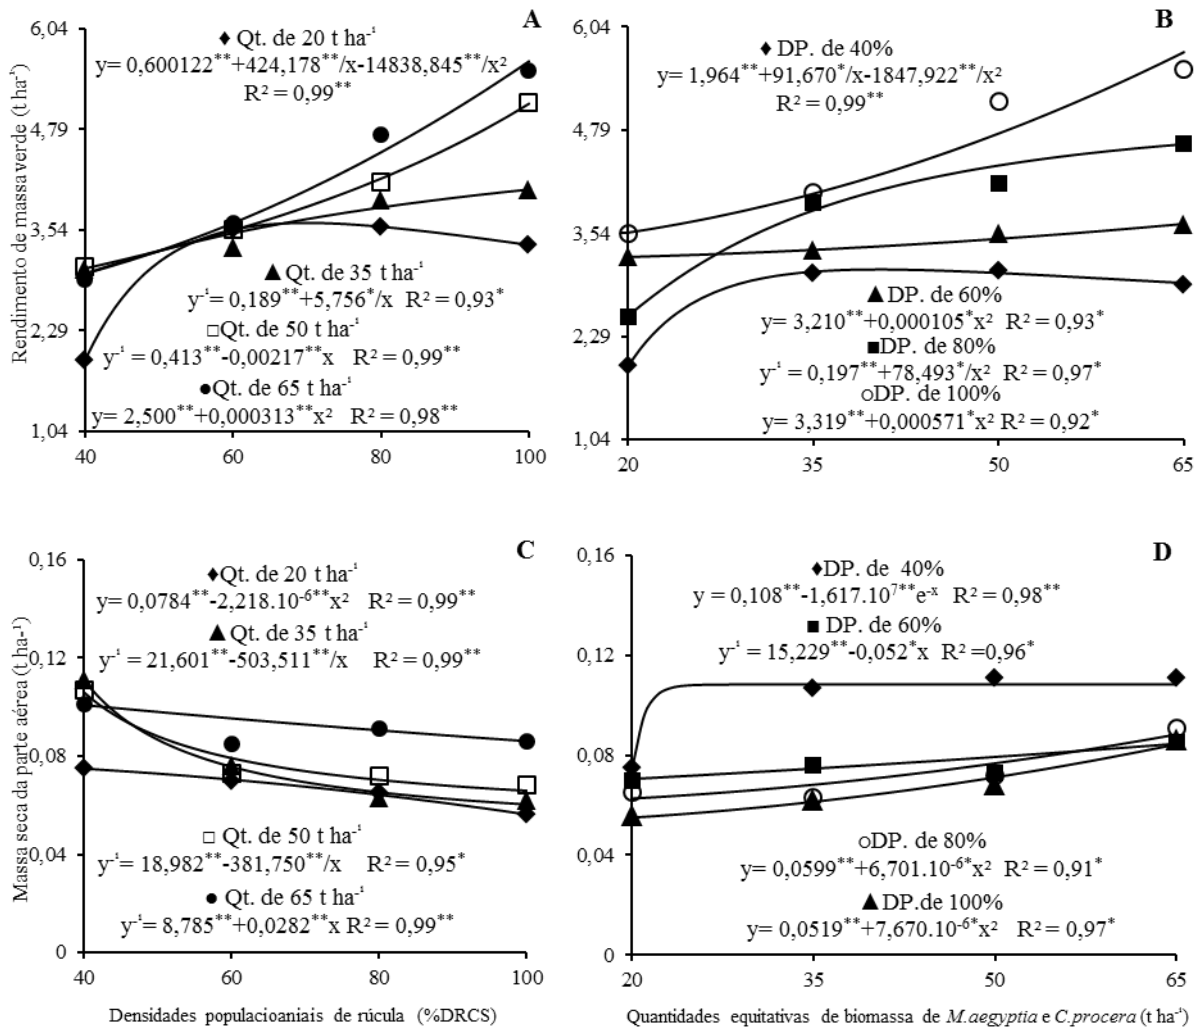 A
Rendimento de massa verde (t ha⁻¹)
6,04
4,79
3,54
2,29
1,04
40
60
80
100
♦ Qt. de 20 t ha⁻¹
y= 0,600122**+424,178**/x-14838,845**/x²
R² = 0,99**
▲ Qt. de 35 t ha⁻¹
y⁻¹= 0,189**+5,756*/x R² = 0,93*
□Qt. de 50 t ha⁻¹
y⁻¹ = 0,413**-0,00217**x R² = 0,99**
●Qt. de 65 t ha⁻¹
y= 2,500**+0,000313**x² R² = 0,98**
B
6,04
4,79
3,54
2,29
1,04
20
35
50
65
♦ DP. de 40%
y= 1,964**+91,670*/x-1847,922**/x²
R² = 0,99**
▲DP. de 60%
y= 3,210**+0,000105*x² R² = 0,93*
■DP. de 80%
y⁻¹ = 0,197**+78,493*/x² R² = 0,97*
○DP. de 100%
y= 3,319**+0,000571*x² R² = 0,92*
C
Massa seca da parte aérea (t ha-¹)
0,16
0,12
0,08
0,04
0
40
60
80
100
♦Qt. de 20 t ha⁻¹
y= 0,0784**-2,218.10⁻⁶**x² R² = 0,99**
▲ Qt. de 35 t ha⁻¹
y⁻¹ = 21,601**-503,511**/x R² = 0,99**
□ Qt. de 50 t ha⁻¹
y⁻¹= 18,982**-381,750**/x R² = 0,95*
● Qt. de 65 t ha⁻¹
y⁻¹= 8,785**+0,0282**x R² = 0,99**
Densidades populacioaniais de rúcula (%DRCS)
D
0,16
0,12
0,08
0,04
0
20
35
50
65
♦DP. de 40%
y = 0,108**-1,617.10⁷**e⁻ˣ R² = 0,98**
■ DP. de 60%
y⁻¹ = 15,229**-0,052*x R² =0,96*
○DP. de 80%
y= 0,0599**+6,701.10⁻⁶*x² R² = 0,91*
▲ DP.de 100%
y= 0,0519**+7,670.10⁻⁶*x² R² = 0,97*
Quantidades equitativas de biomassa de M.aegyptia e C.procera (t ha⁻¹)